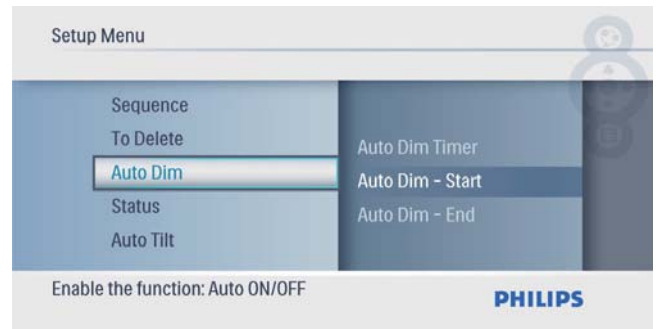 Setup Menu
Sequence
To Delete
Auto Dim
Status
Auto Tilt
Auto Dim Timer
Auto Dim - Start
Auto Dim - End
Enable the function: Auto ON/OFF
PHILIPS